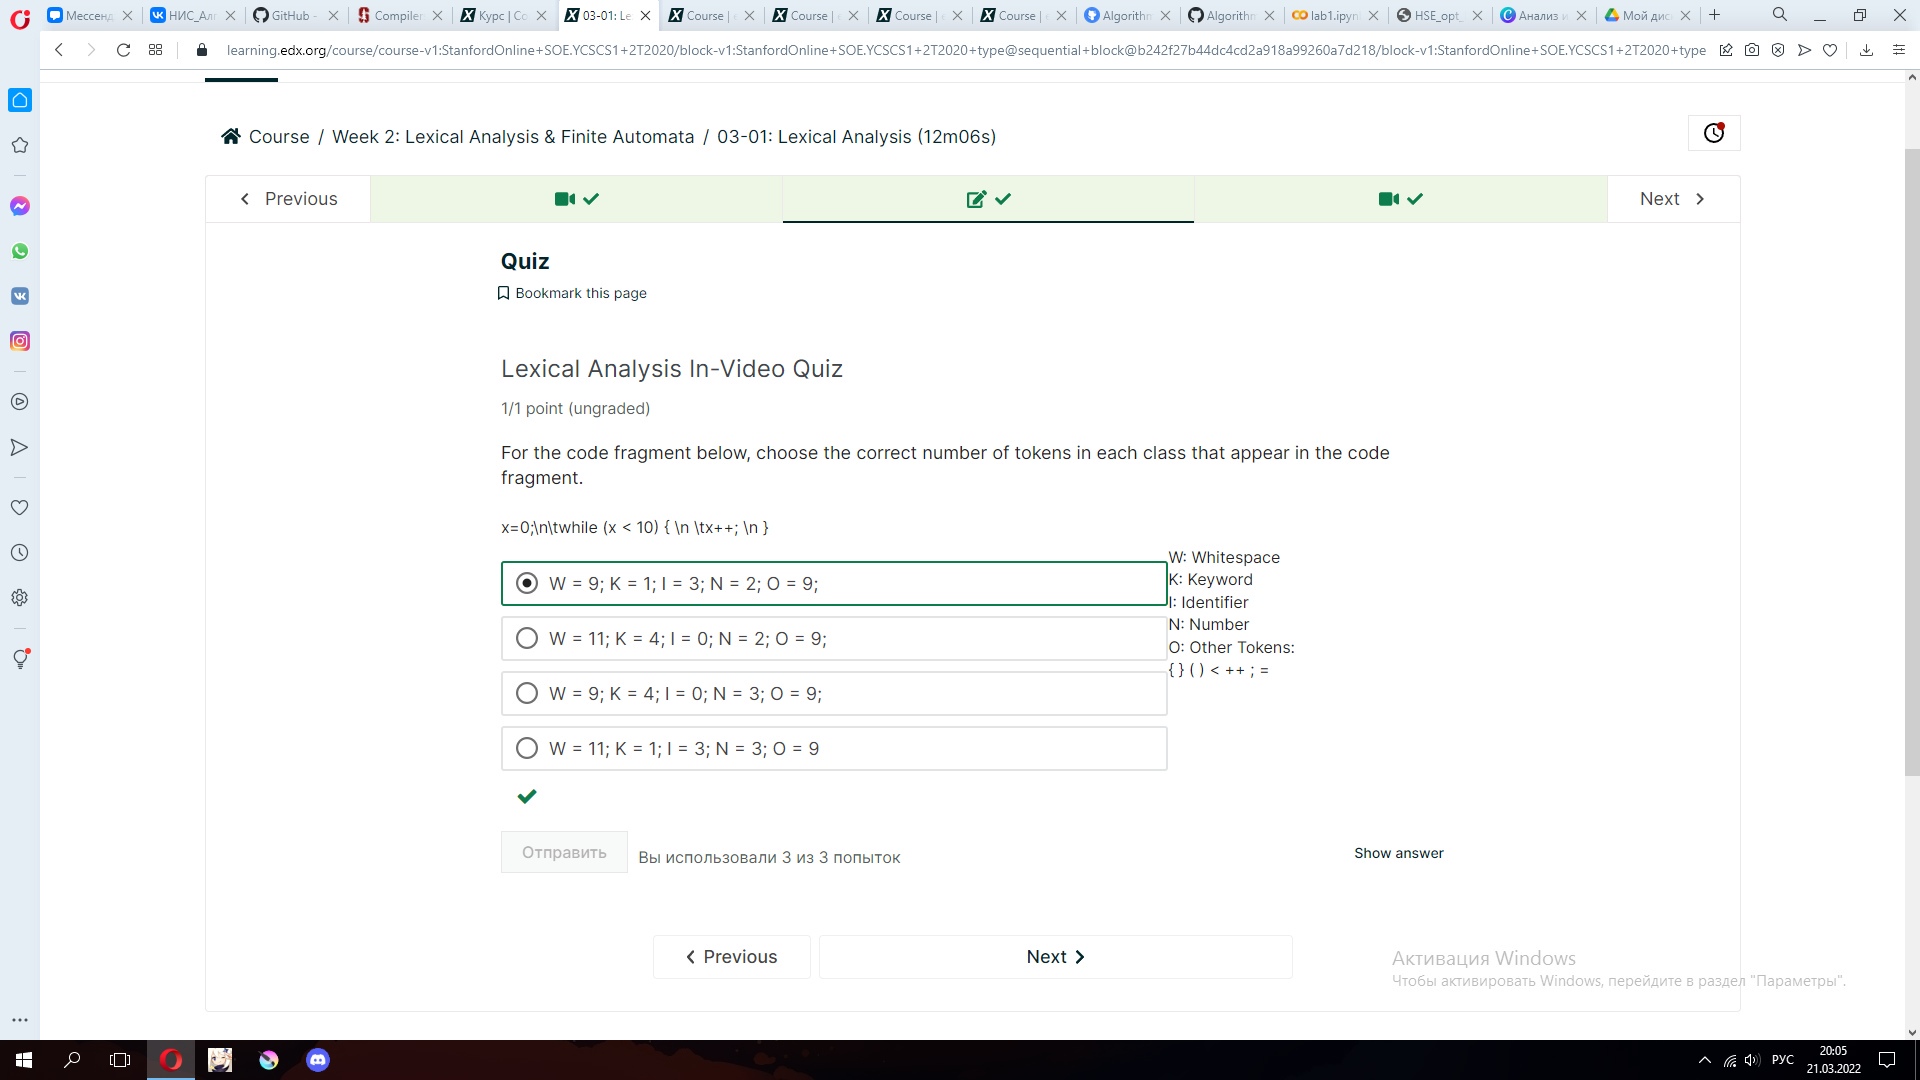 Мессенд
НИС_Алг
GitHub -
Compiler
Курс | Co
03-01: Le
Course | e
Course | e
Course | e
Course | e
Algorithm
Algorithm
lab1.ipyn
HSE_opt_
Анализ и
Мой дис
learning.edx.org/course/course-v1:StanfordOnline+SOE.YCSCS1+2T2020/block-v1:StanfordOnline+SOE.YCSCS1+2T2020+type@sequential+block@b242f27b44dc4cd2a918a99260a7d218/block-v1:StanfordOnline+SOE.YCSCS1+2T2020+type
Course / Week 2: Lexical Analysis & Finite Automata / 03-01: Lexical Analysis (12m06s)
Previous
Next
Quiz
Bookmark this page
Lexical Analysis In-Video Quiz
1/1 point (ungraded)
For the code fragment below, choose the correct number of tokens in each class that appear in the code
fragment.
x=0;\n\twhile (x < 10) { \n \tx++; \n }
W = 9; K = 1; I = 3; N = 2; O = 9;
W = 11; K = 4; I = 0; N = 2; O = 9;
W = 9; K = 4; I = 0; N = 3; O = 9;
W = 11; K = 1; I = 3; N = 3; O = 9
W: Whitespace
K: Keyword
I: Identifier
N: Number
O: Other Tokens:
{ } ( ) < ++ ; =
Отправить
Вы использовали 3 из 3 попыток
Show answer
Previous
Next
Активация Windows
Чтобы активировать Windows, перейдите в раздел "Параметры".
РУС
20:05
21.03.2022